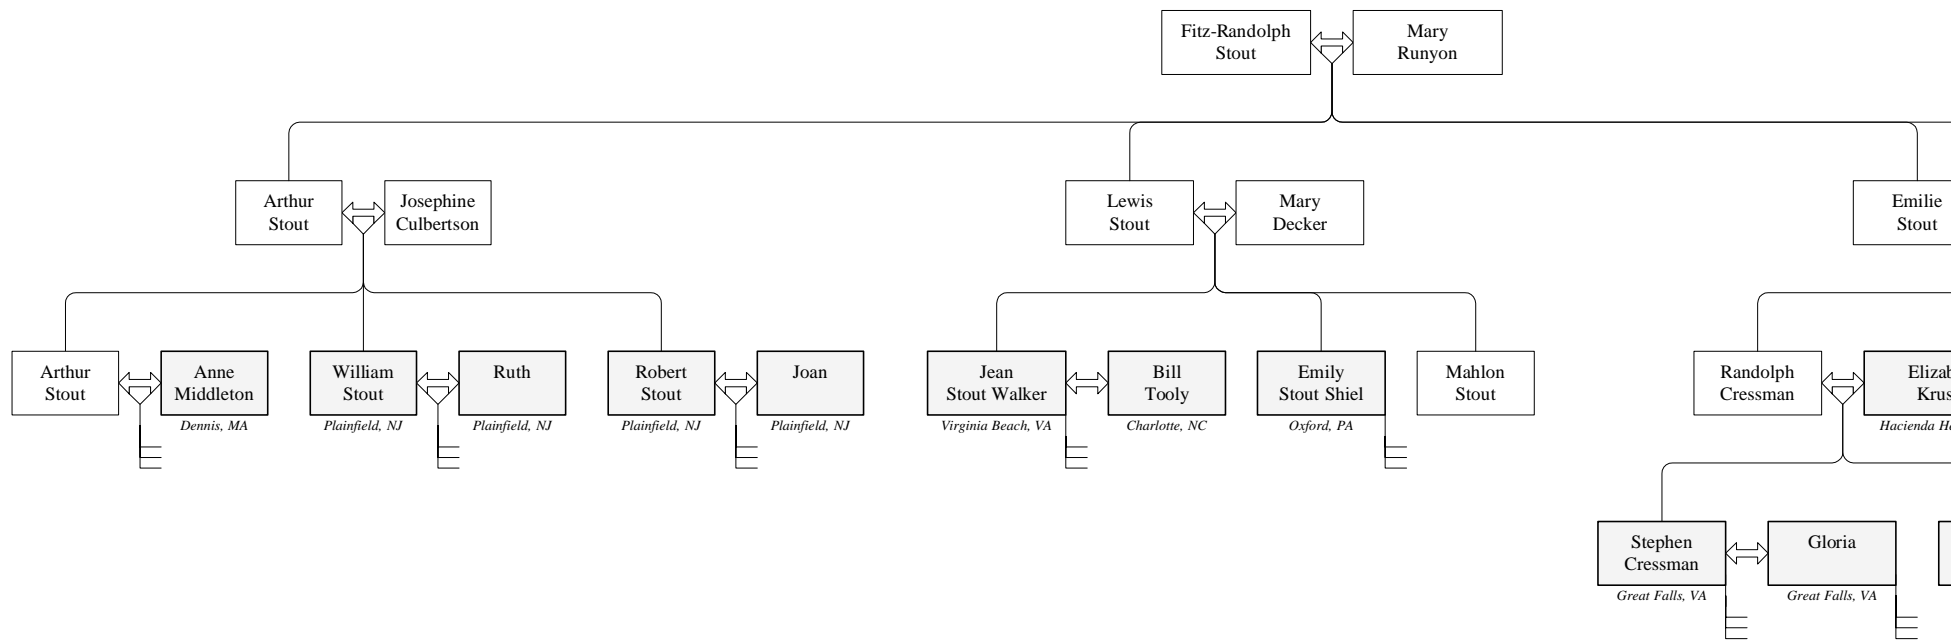 Fitz-Randolph
Stout
Mary
Runyon
Arthur
Stout
Josephine
Culbertson
Lewis
Stout
Mary
Decker
Emilie
Stout
Arthur
Stout
Anne
Middleton
Dennis, MA
William
Stout
Plainfield, NJ
Ruth
Plainfield, NJ
Robert
Stout
Plainfield, NJ
Joan
Plainfield, NJ
Jean
Stout Walker
Virginia Beach, VA
Bill
Tooly
Charlotte, NC
Emily
Stout Shiel
Oxford, PA
Mahlon
Stout
Randolph
Cressman
Hacienda
Stephen
Cressman
Great Falls, VA
Gloria
Great Falls, VA